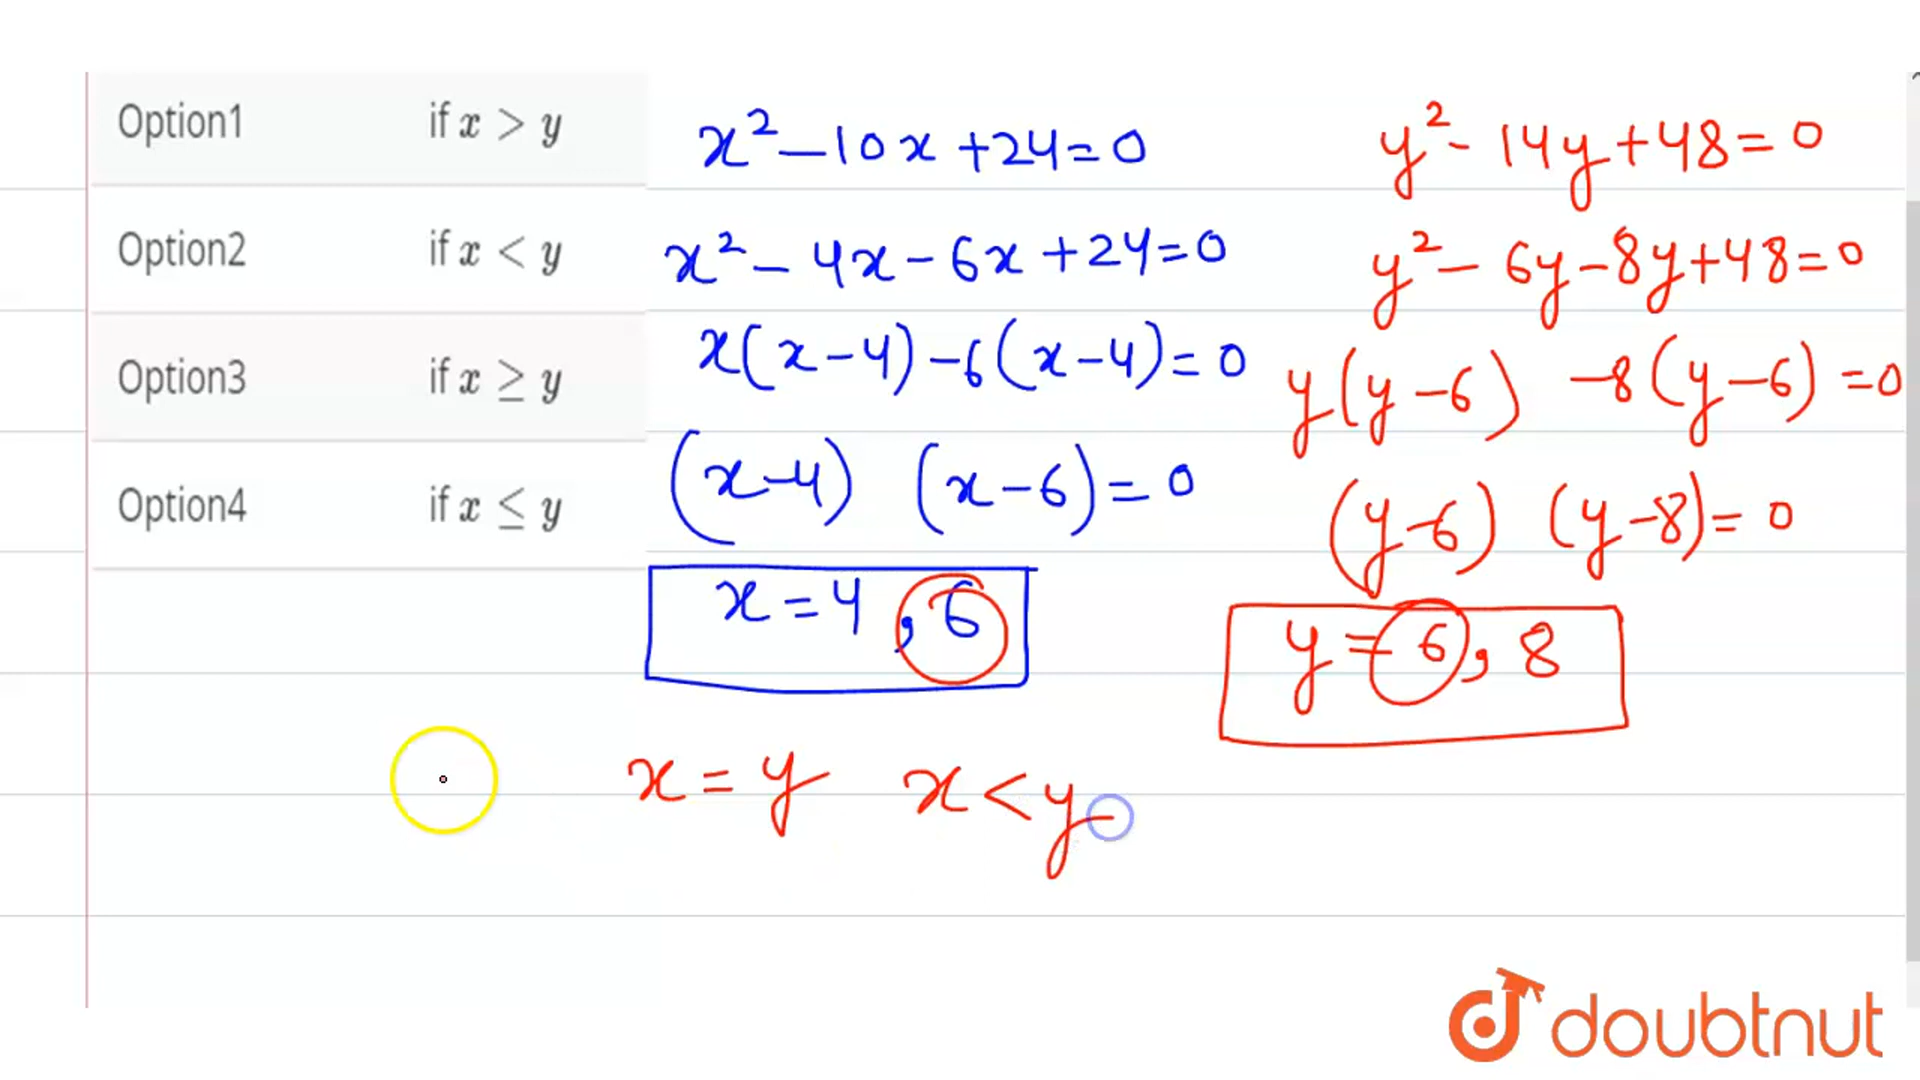 Option1 if x > y
Option2 if x < y
Option3 if x ≥ y
Option4 if x ≤ y
x² – 10x + 24 = 0
x² – 4x – 6x + 24 = 0
x(x – 4) – 6(x – 4) = 0
(x – 4) (x – 6) = 0
x = 4, 6
y² - 14y + 48 = 0
y² – 6y – 8y + 48 = 0
y(y – 6) – 8(y – 6) = 0
(y – 6) (y – 8) = 0
y = 6, 8
x = y x < y
doubtnut